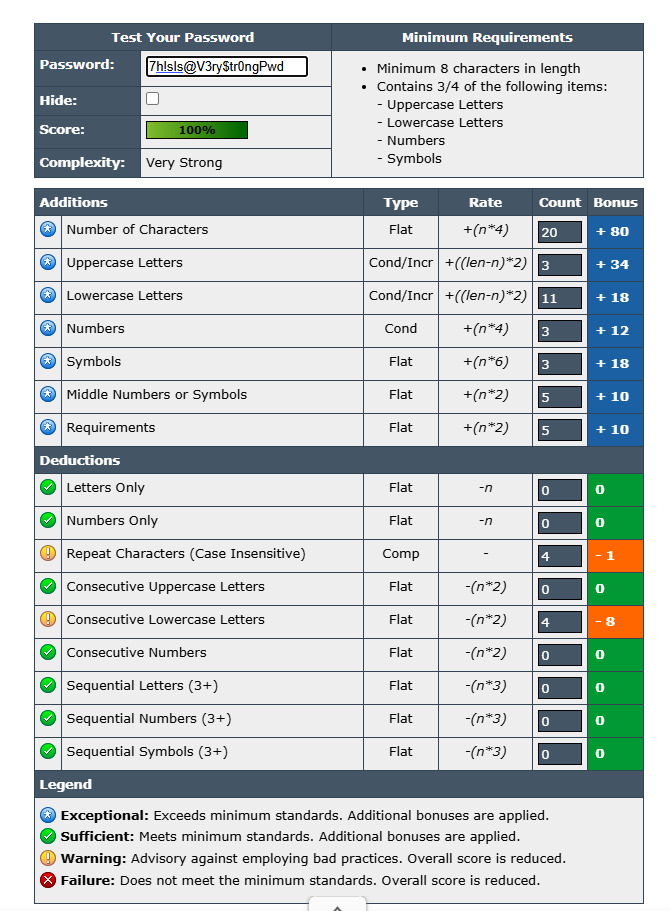 Test Your Password
Minimum Requirements
Password: 7h!sIs@V3ry$tr0ngPwd
Hide:
Score: 100%
Complexity: Very Strong
• Minimum 8 characters in length
• Contains 3/4 of the following items:
- Uppercase Letters
- Lowercase Letters
- Numbers
- Symbols
Additions Type Rate Count Bonus
Number of Characters Flat +(n*4) 20 + 80
Uppercase Letters Cond/Incr +((len-n)*2) 3 + 34
Lowercase Letters Cond/Incr +((len-n)*2) 11 + 18
Numbers Cond +(n*4) 3 + 12
Symbols Flat +(n*6) 3 + 18
Middle Numbers or Symbols Flat +(n*2) 5 + 10
Requirements Flat +(n*2) 5 + 10
Deductions
Letters Only Flat -n 0 0
Numbers Only Flat -n 0 0
Repeat Characters (Case Insensitive) Comp - 4 - 1
Consecutive Uppercase Letters Flat -(n*2) 0 0
Consecutive Lowercase Letters Flat -(n*2) 4 - 8
Consecutive Numbers Flat -(n*2) 0 0
Sequential Letters (3+) Flat -(n*3) 0 0
Sequential Numbers (3+) Flat -(n*3) 0 0
Sequential Symbols (3+) Flat -(n*3) 0 0
Legend
Exceptional: Exceeds minimum standards. Additional bonuses are applied.
Sufficient: Meets minimum standards. Additional bonuses are applied.
Warning: Advisory against employing bad practices. Overall score is reduced.
Failure: Does not meet the minimum standards. Overall score is reduced.